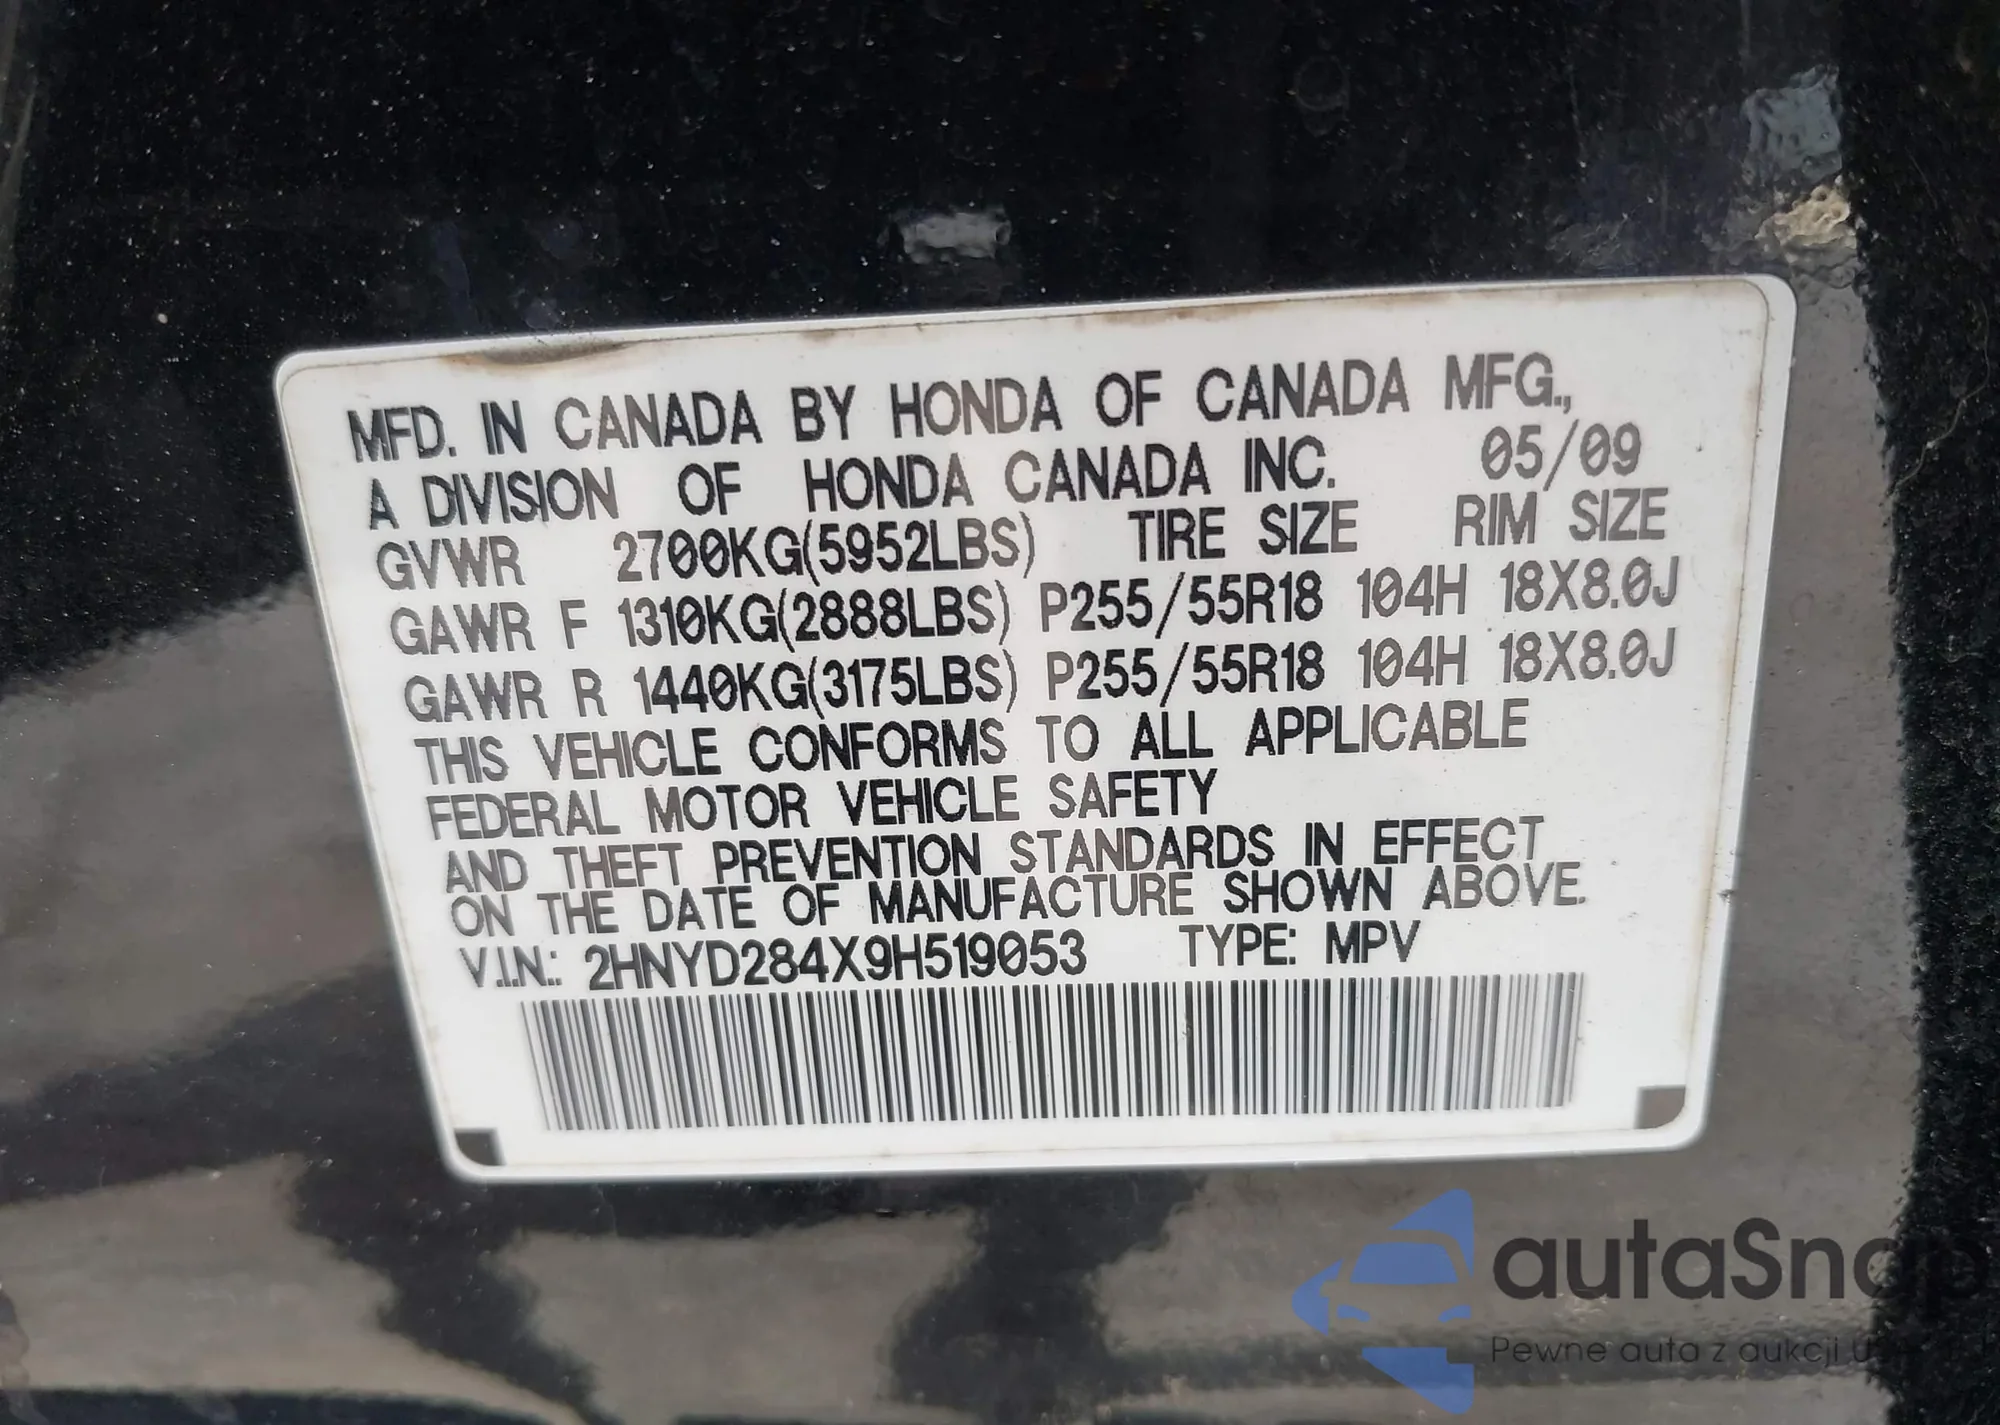 MFD. IN CANADA BY HONDA OF CANADA MFG.,
A DIVISION OF HONDA CANADA INC. 05/09
GVWR 2700KG(5952LBS) TIRE SIZE RIM SIZE
GAWR F 1310KG(2888LBS) P255/55R18 104H 18X8.0J
GAWR R 1440KG(3175LBS) P255/55R18 104H 18X8.0J
THIS VEHICLE CONFORMS TO ALL APPLICABLE
FEDERAL MOTOR VEHICLE SAFETY
AND THEFT PREVENTION STANDARDS IN EFFECT
ON THE DATE OF MANUFACTURE SHOWN ABOVE.
V.I.N.: 2HNYD284X9H519053 TYPE: MPV
autaSnap
Pewne auta z aukcji